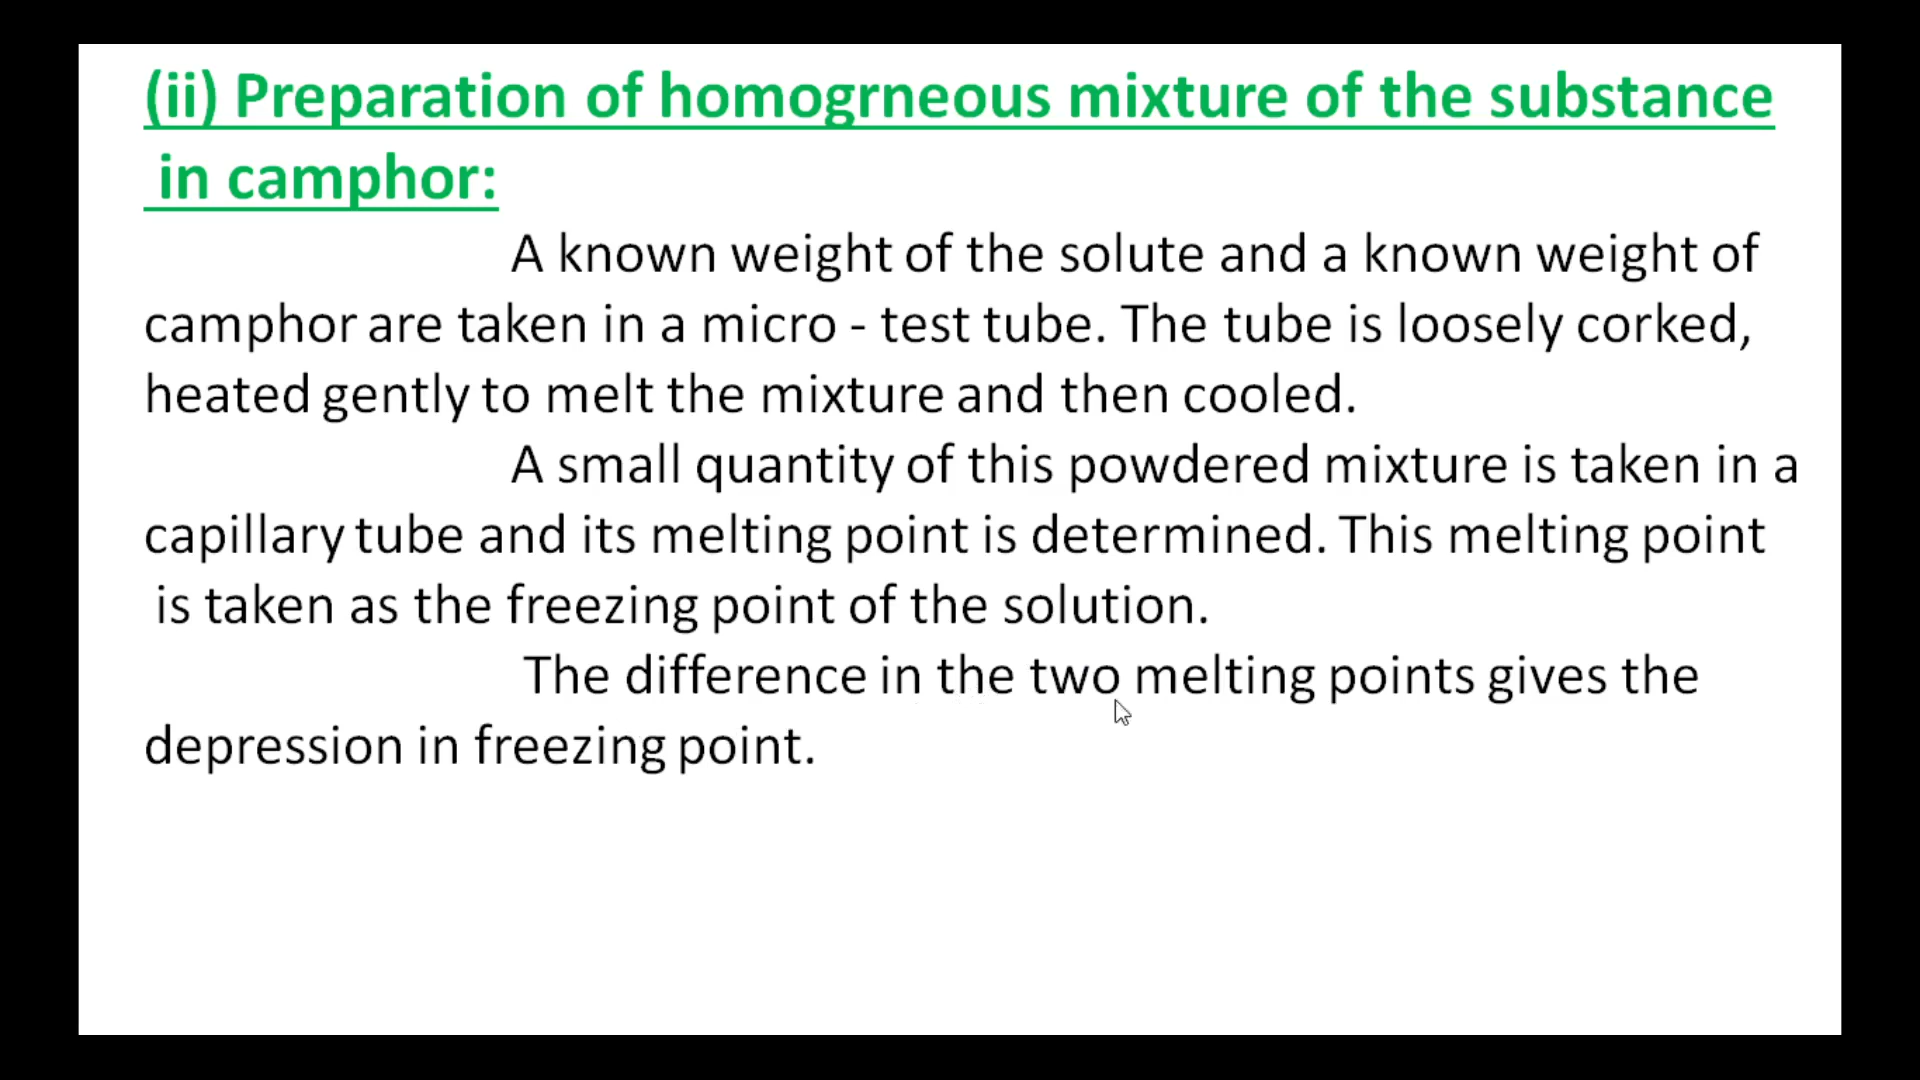 (ii) Preparation of homogrneous mixture of the substance
in camphor:
A known weight of the solute and a known weight of
camphor are taken in a micro - test tube. The tube is loosely corked,
heated gently to melt the mixture and then cooled.
A small quantity of this powdered mixture is taken in a
capillary tube and its melting point is determined. This melting point
is taken as the freezing point of the solution.
The difference in the two melting points gives the
depression in freezing point.